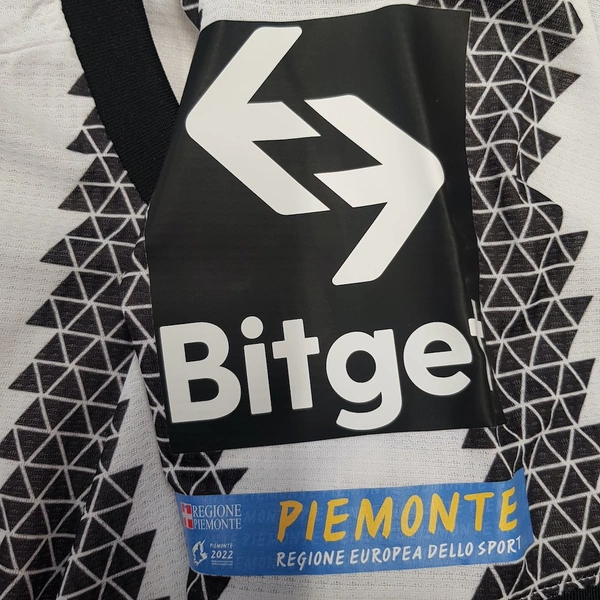 Bitget
REGIONE
PIEMONTE
PIEMONTE
2022
PIEMONTE
REGIONE EUROPEA DELLO SPORT